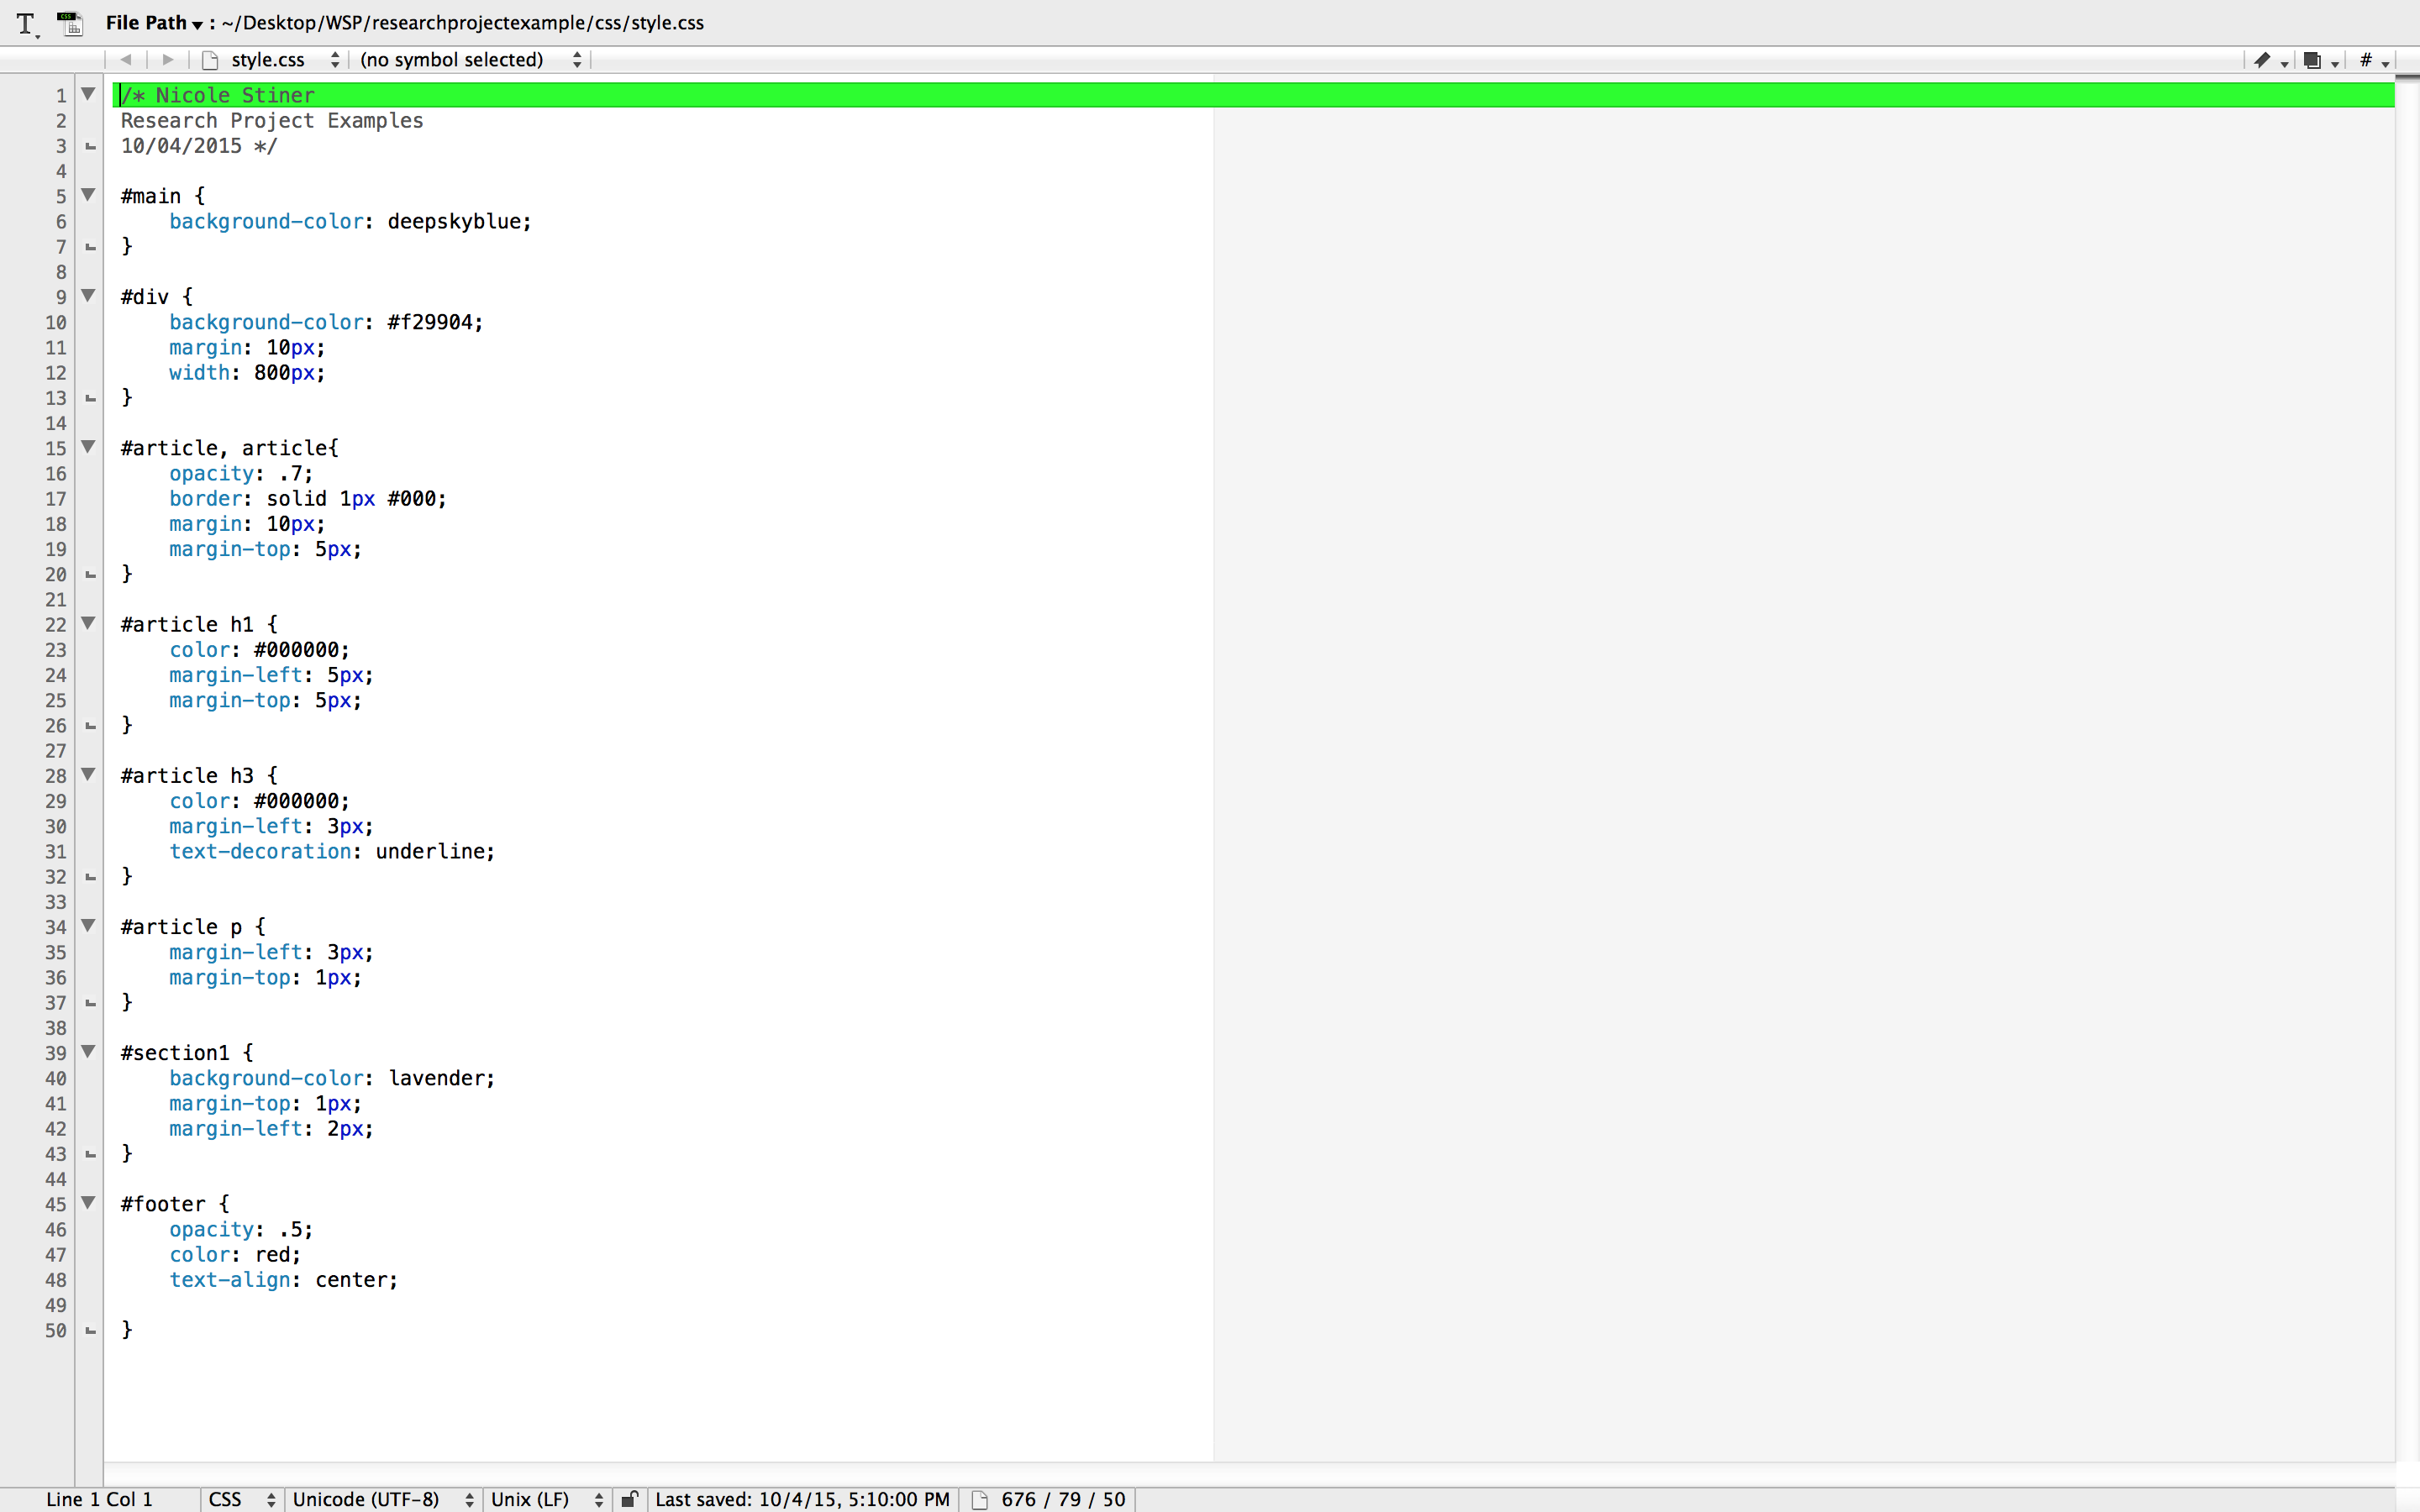 File Path ▾ : ~/Desktop/WSP/researchprojectexample/css/style.css
style.css (no symbol selected) #
1 /* Nicole Stiner
2 Research Project Examples
3 10/04/2015 */
4
5 #main {
6 background-color: deepskyblue;
7 }
8
9 #div {
10 background-color: #f29904;
11 margin: 10px;
12 width: 800px;
13 }
14
15 #article, article{
16 opacity: .7;
17 border: solid 1px #000;
18 margin: 10px;
19 margin-top: 5px;
20 }
21
22 #article h1 {
23 color: #000000;
24 margin-left: 5px;
25 margin-top: 5px;
26 }
27
28 #article h3 {
29 color: #000000;
30 margin-left: 3px;
31 text-decoration: underline;
32 }
33
34 #article p {
35 margin-left: 3px;
36 margin-top: 1px;
37 }
38
39 #section1 {
40 background-color: lavender;
41 margin-top: 1px;
42 margin-left: 2px;
43 }
44
45 #footer {
46 opacity: .5;
47 color: red;
48 text-align: center;
49
50 }
Line 1 Col 1 CSS Unicode (UTF-8) Unix (LF) Last saved: 10/4/15, 5:10:00 PM 676 / 79 / 50